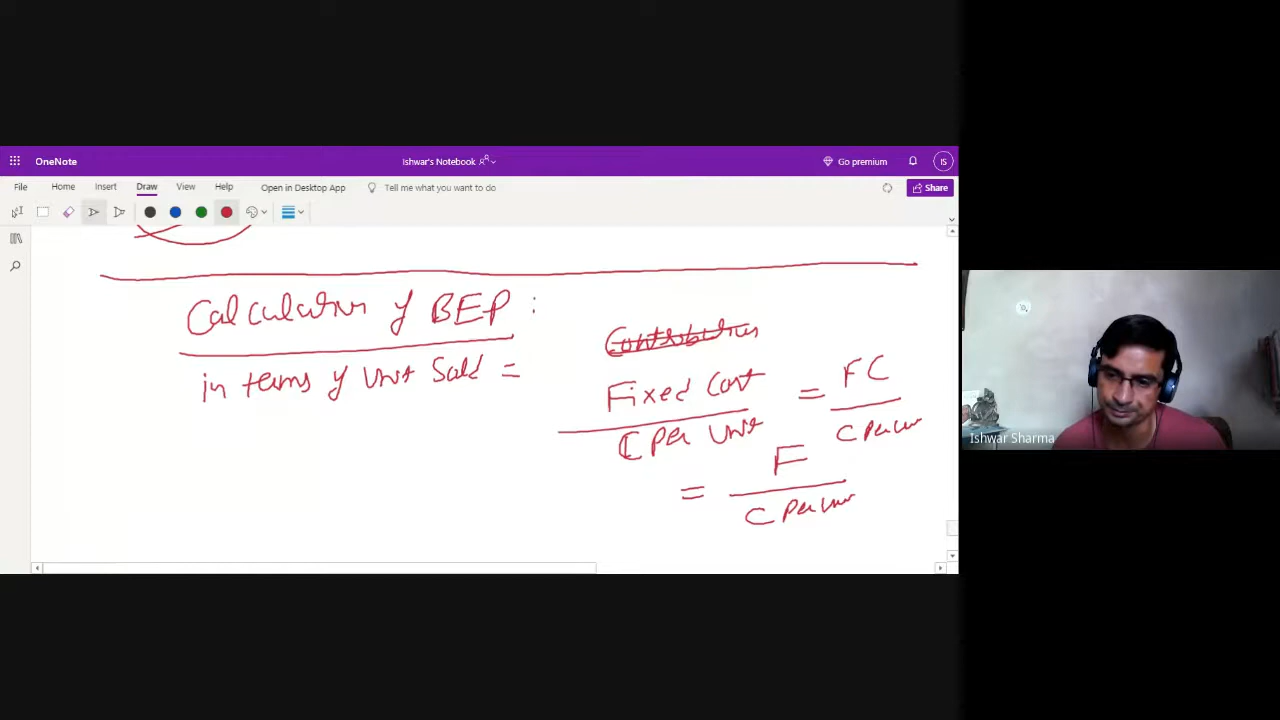 OneNote
Ishwar's Notebook
Go premium
IS
File Home Insert Draw View Help Open in Desktop App Tell me what you want to do
Share
Calculation of BEP :
Contribution
in terms of Unit Sold = Fixed Cost = FC
C Per Unit C Per Unit
= F
C Per Unit
Ishwar Sharma